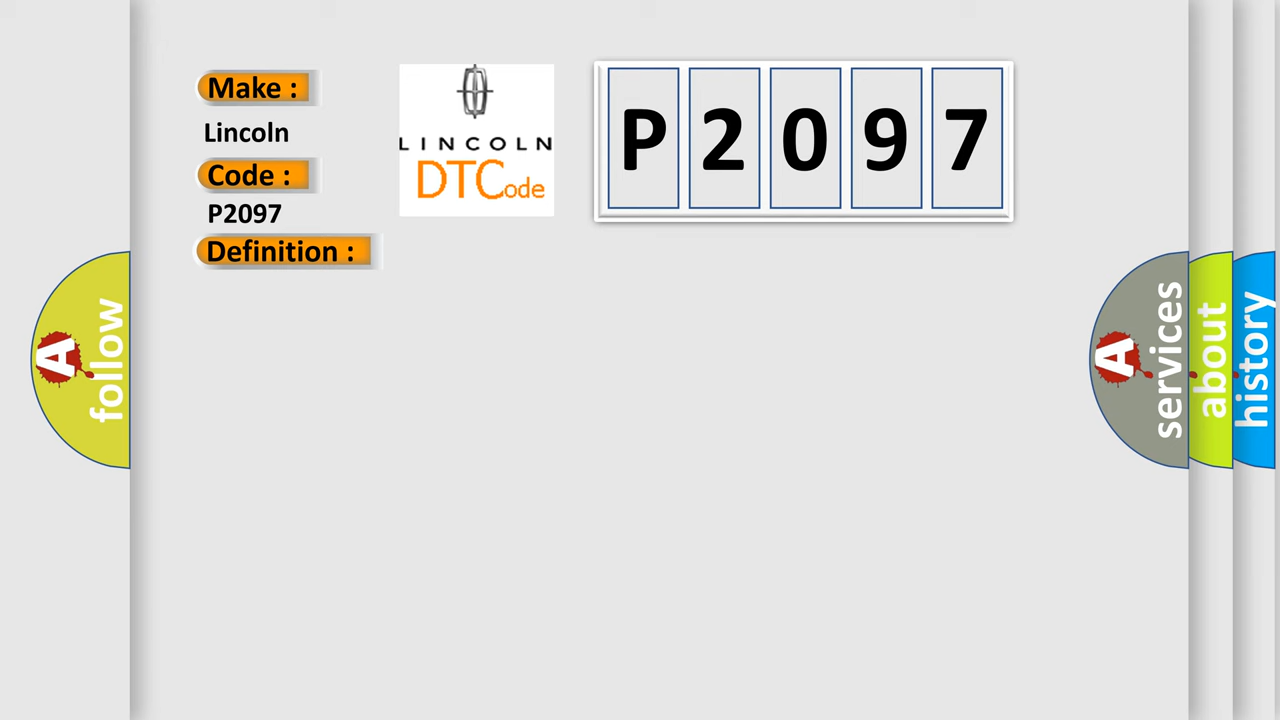 Make :
Lincoln
Code :
P2097
Definition :
LINCOLN
DTCode
P 2 0 9 7
A follow
A services
about
history